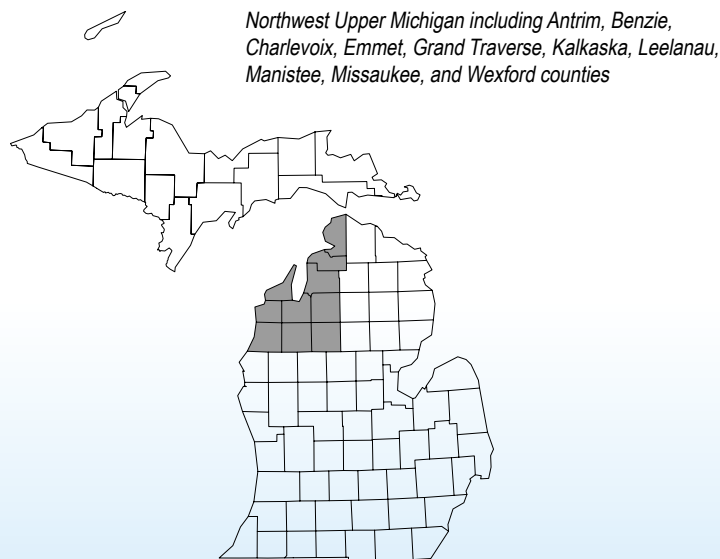 Northwest Upper Michigan including Antrim, Benzie,
Charlevoix, Emmet, Grand Traverse, Kalkaska, Leelanau,
Manistee, Missaukee, and Wexford counties